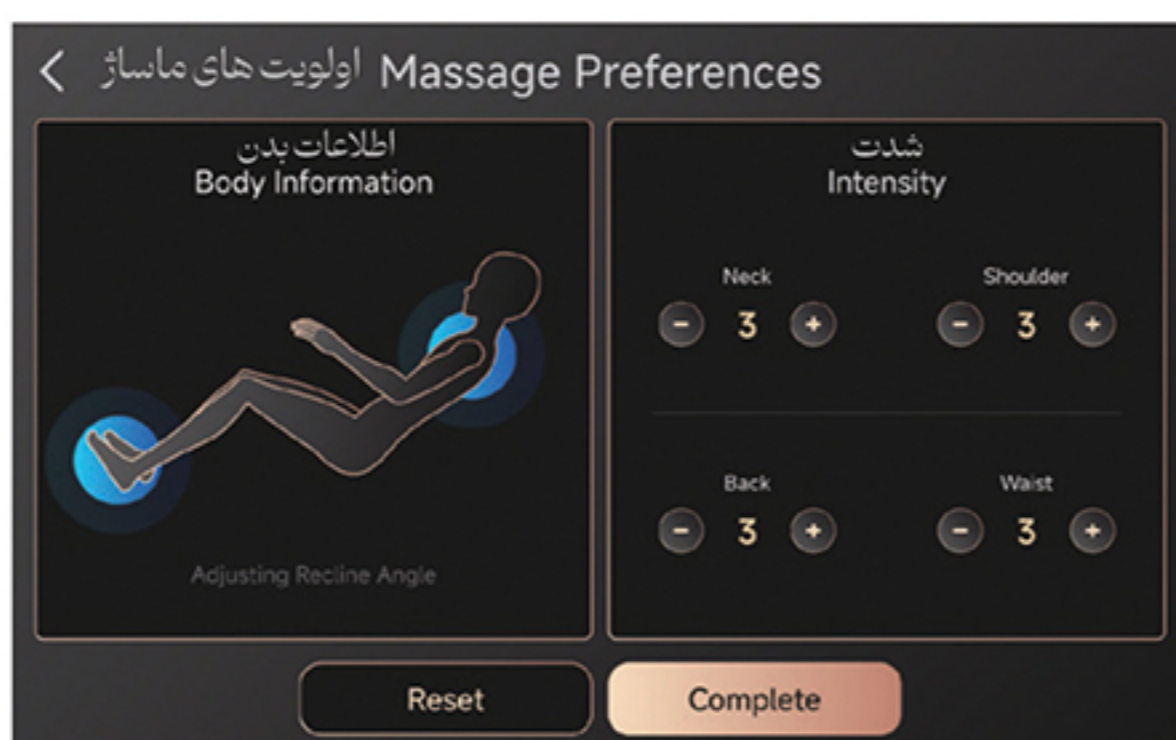 اولویت های ماساژ Massage Preferences
اطلاعات بدن
Body Information
Adjusting Recline Angle
شدت
Intensity
Neck
- 3 +
Shoulder
- 3 +
Back
- 3 +
Waist
- 3 +
Reset
Complete